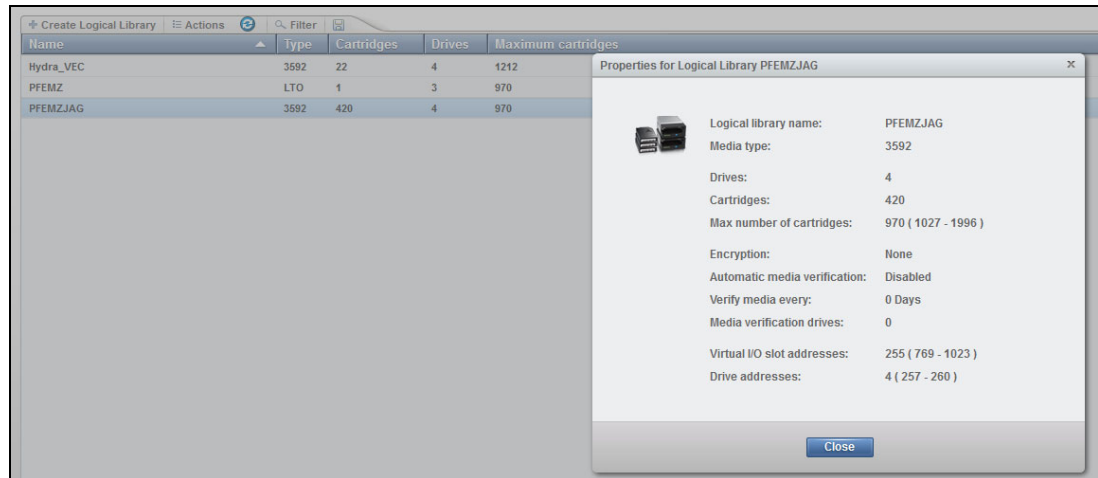 Create Logical Library Actions Filter
Name Type Cartridges Drives Maximum cartridges
Hydra_VEC 3592 22 4 1212
PFEMZ LTO 1 3 970
PFEMZJAG 3592 420 4 970
Properties for Logical Library PFEMZJAG x
Logical library name: PFEMZJAG
Media type: 3592
Drives: 4
Cartridges: 420
Max number of cartridges: 970 ( 1027 - 1996 )
Encryption: None
Automatic media verification: Disabled
Verify media every: 0 Days
Media verification drives: 0
Virtual I/O slot addresses: 255 ( 769 - 1023 )
Drive addresses: 4 ( 257 - 260 )
Close